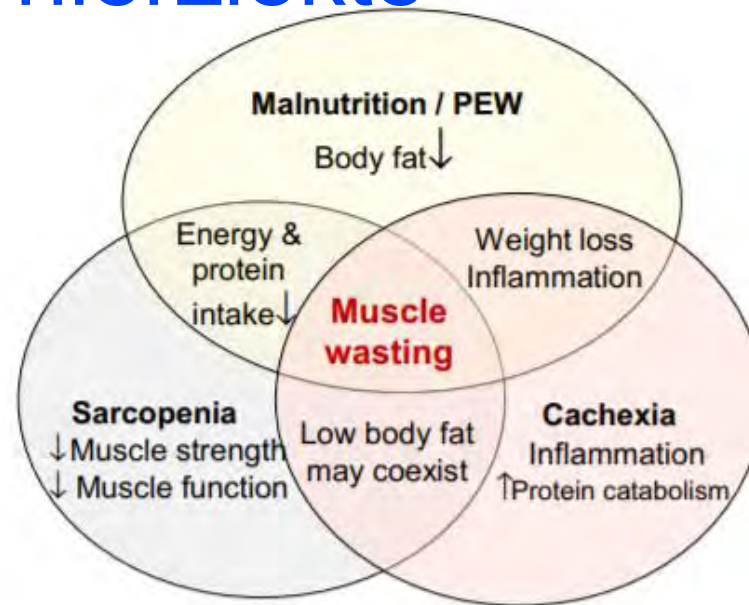 Malnutrition / PEW
Body fat↓
Energy &
protein
intake↓
Weight loss
Inflammation
Muscle
wasting
Sarcopenia
↓Muscle strength
↓ Muscle function
Low body fat
may coexist
Cachexia
Inflammation
↑Protein catabolism